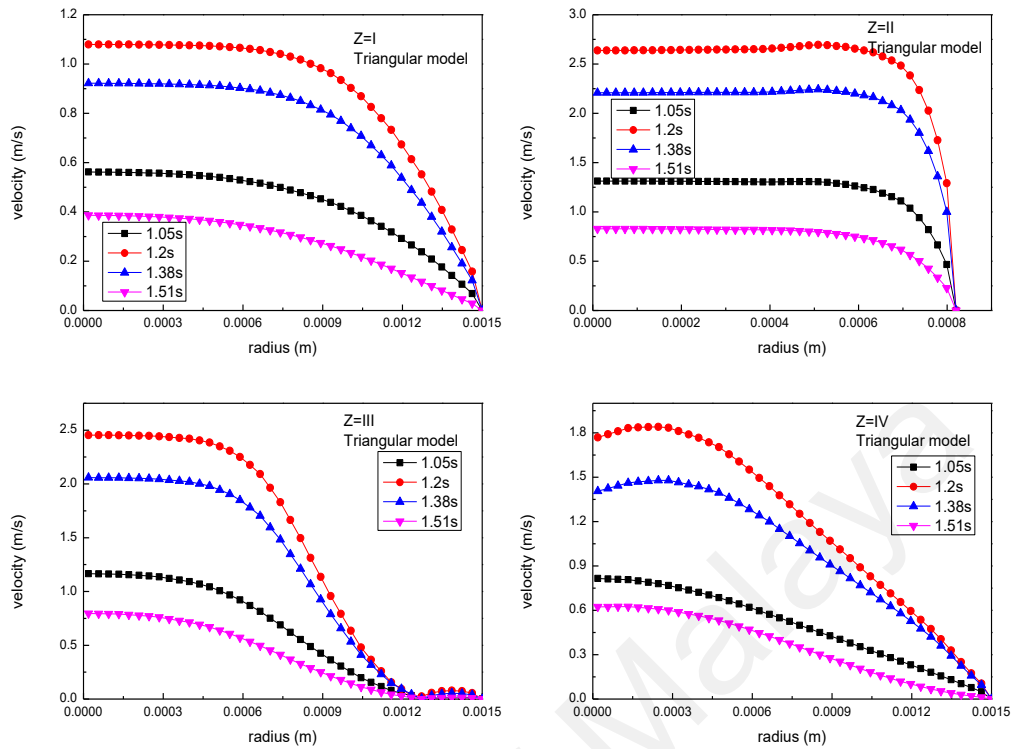 1.2
1.0
0.8
0.6
0.4
0.2
0.0
velocity (m/s)
Z=I
Triangular model
1.05s
1.2s
1.38s
1.51s
0.0000 0.0003 0.0006 0.0009 0.0012 0.0015
radius (m)
3.0
2.5
2.0
1.5
1.0
0.5
0.0
velocity (m/s)
Z=II
Triangular model
1.05s
1.2s
1.38s
1.51s
0.0000 0.0002 0.0004 0.0006 0.0008
radius (m)
2.5
2.0
1.5
1.0
0.5
0.0
velocity (m/s)
Z=III
Triangular model
1.05s
1.2s
1.38s
1.51s
0.0000 0.0003 0.0006 0.0009 0.0012 0.0015
radius (m)
1.8
1.5
1.2
0.9
0.6
0.3
0.0
velocity (m/s)
Z=IV
Triangular model
1.05s
1.2s
1.38s
1.51s
0.0000 0.0003 0.0006 0.0009 0.0012 0.0015
radius (m)
Malaya